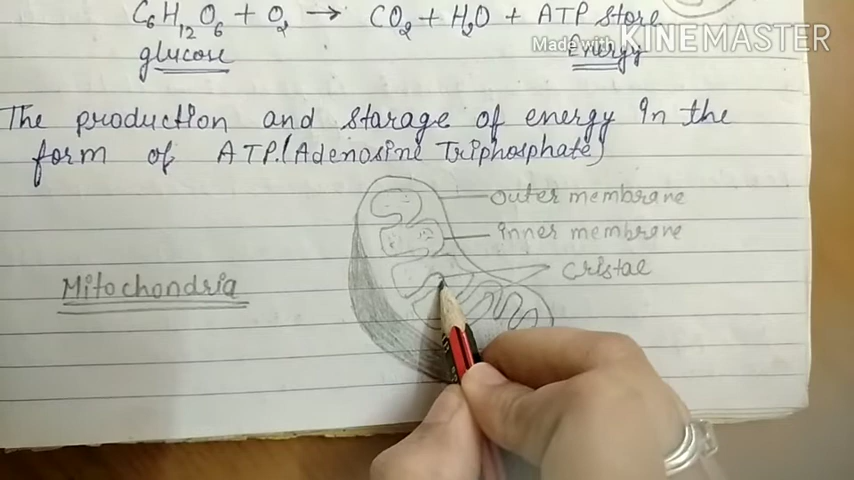 C6H12O6 + O2 → CO2 + H2O + ATP store
glucose Energy
Made with KINEMASTER
The production and starage of energy in the
form of ATP.(Adenosine Triphosphate)
outer membrane
inner membrane
cristae
Mitochondria